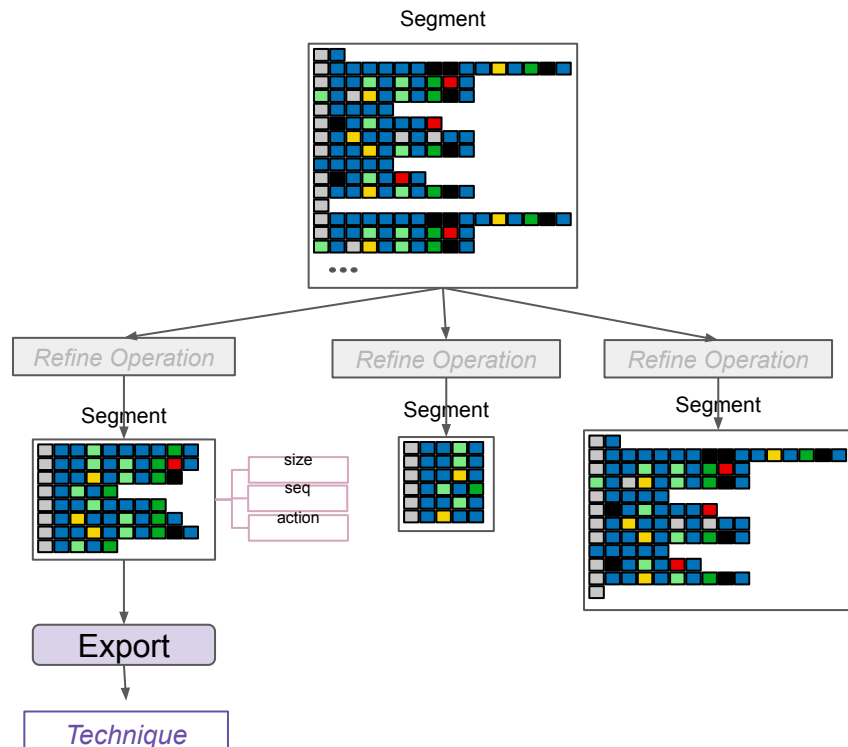 Segment
Refine Operation
Refine Operation
Refine Operation
Segment
Segment
Segment
size
seq
action
Export
Technique